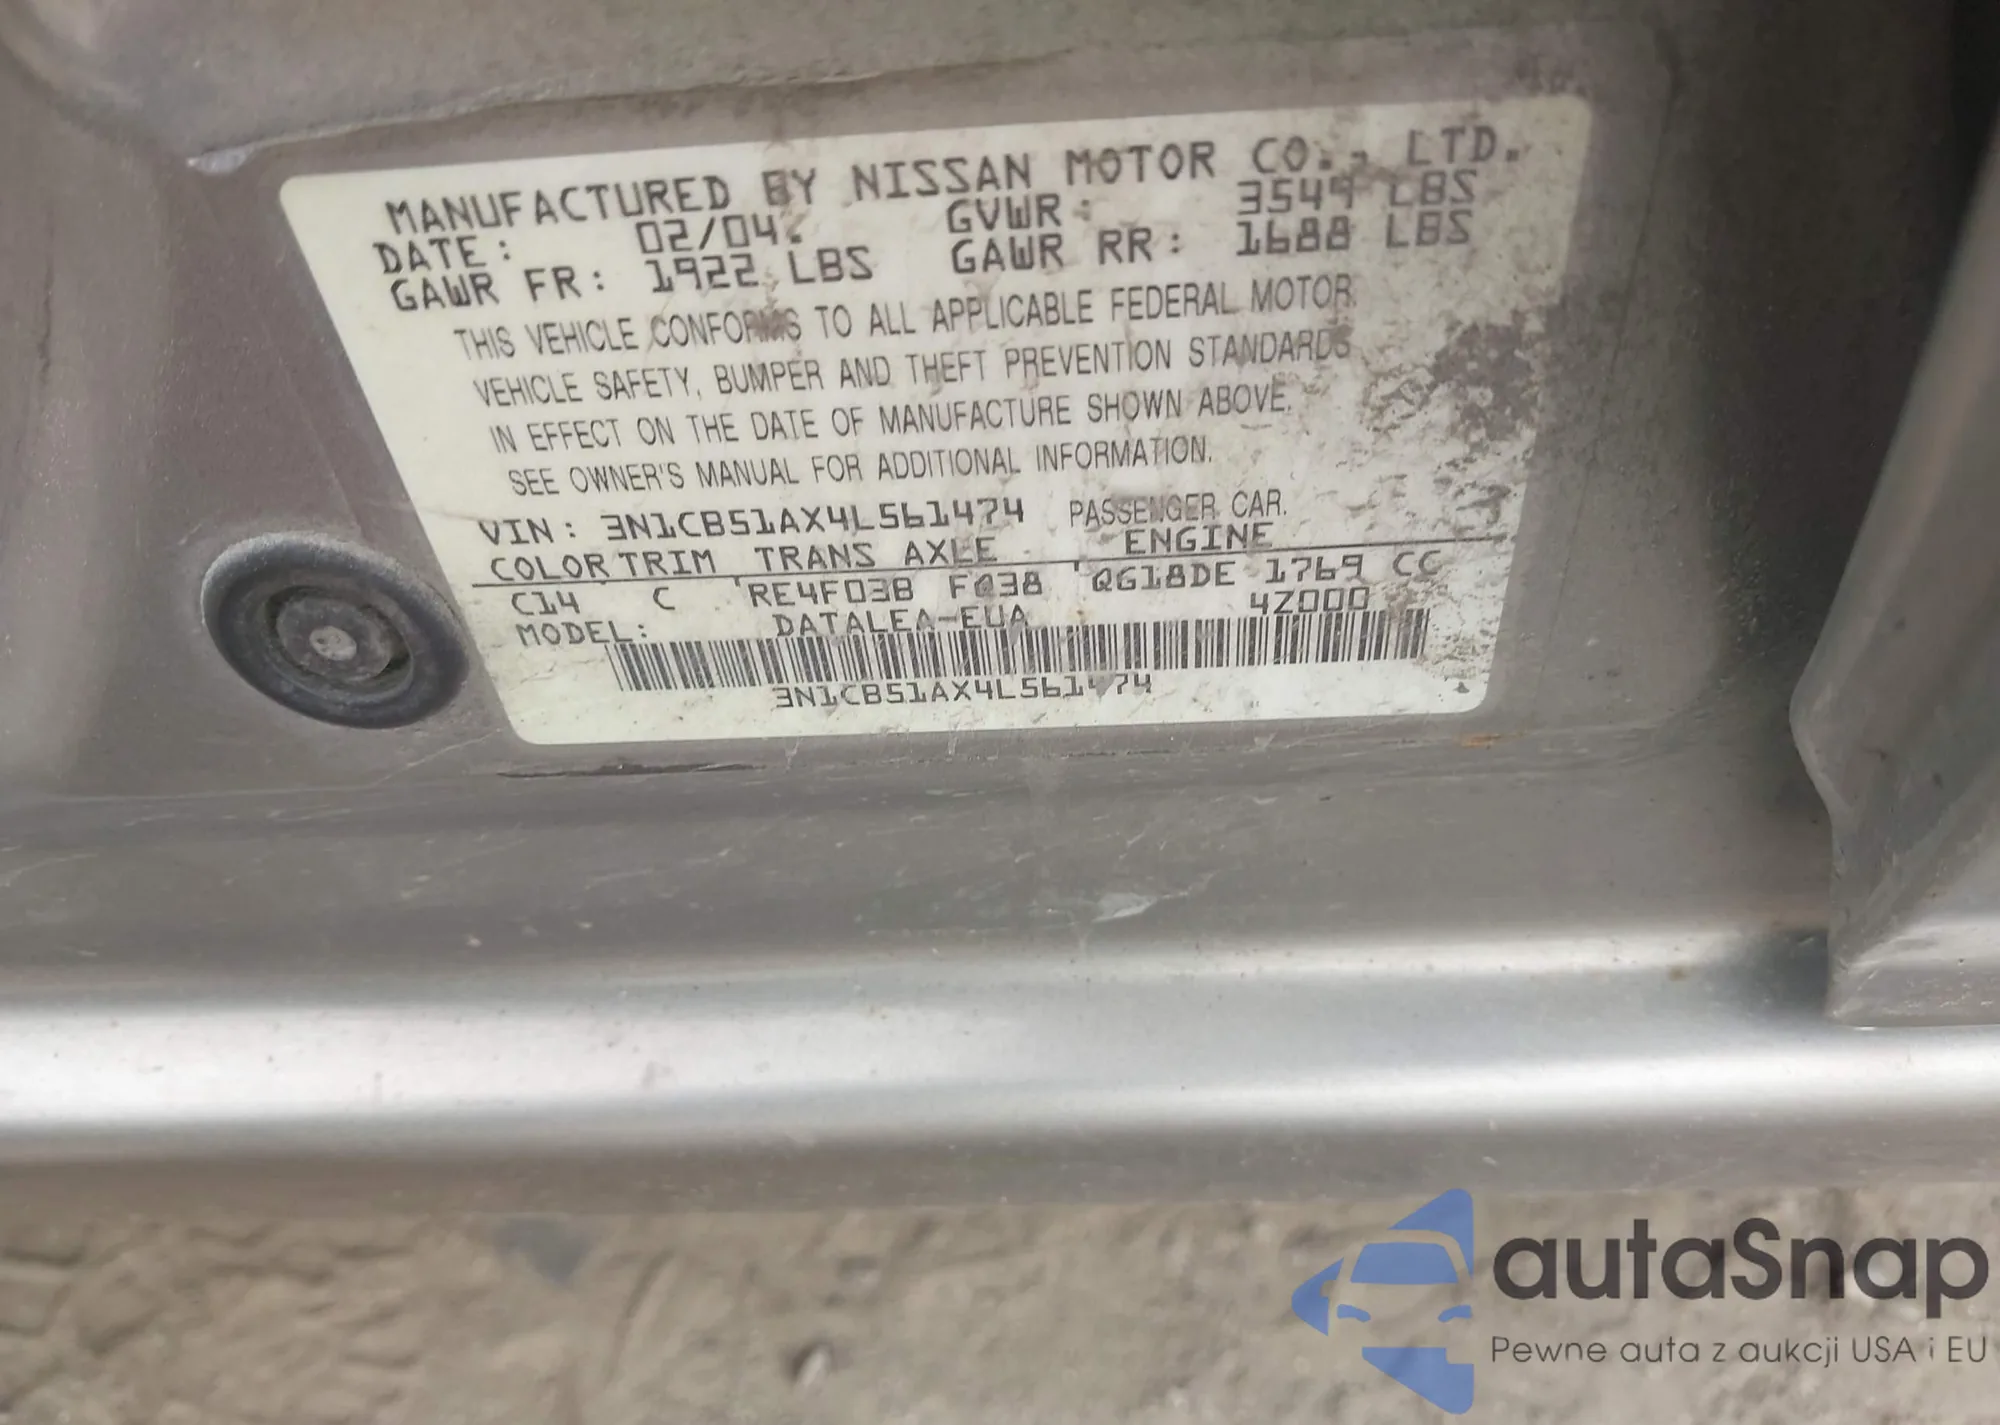 MANUFACTURED BY NISSAN MOTOR CO., LTD.
DATE: 02/04. GVWR: 3549 LBS
GAWR FR: 1922 LBS GAWR RR: 1688 LBS
THIS VEHICLE CONFORMS TO ALL APPLICABLE FEDERAL MOTOR
VEHICLE SAFETY, BUMPER AND THEFT PREVENTION STANDARDS
IN EFFECT ON THE DATE OF MANUFACTURE SHOWN ABOVE.
SEE OWNER'S MANUAL FOR ADDITIONAL INFORMATION.
VIN: 3N1CB51AX4L561474 PASSENGER CAR.
COLOR TRIM TRANS AXLE ENGINE
C14 C RE4F03B F038 QG18DE 1769 CC
MODEL: DATALEA-EUA 4Z000
3N1CB51AX4L561474
autaSnap
Pewne auta z aukcji USA i EU